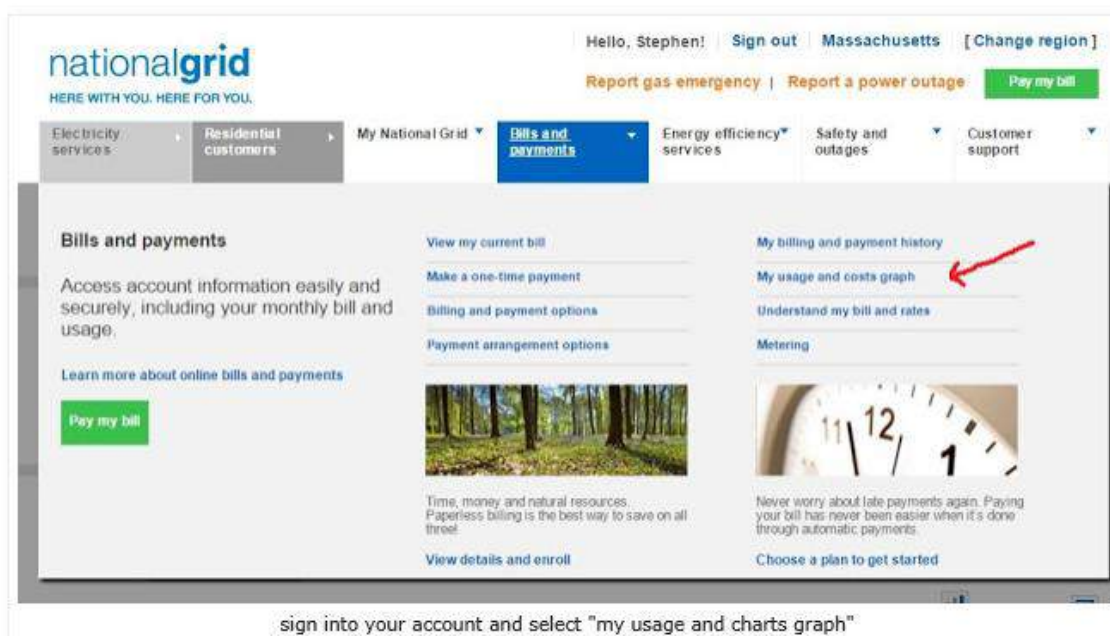 Hello, Stephen! Sign out Massachusetts [Change region]
nationalgrid
HERE WITH YOU. HERE FOR YOU.
Report gas emergency | Report a power outage Pay my bill
Electricity services
Residential customers
My National Grid
Bills and payments
Energy efficiency services
Safety and outages
Customer support
Bills and payments
Access account information easily and
securely, including your monthly bill and
usage.
Learn more about online bills and payments
Pay my bill
View my current bill
Make a one-time payment
Billing and payment options
Payment arrangement options
Time, money and natural resources.
Paperless billing is the best way to save on all
three!
View details and enroll
My billing and payment history
My usage and costs graph
Understand my bill and rates
Metering
11 12 1
Never worry about late payments again. Paying
your bill has never been easier when it's done
through automatic payments.
Choose a plan to get started
sign into your account and select "my usage and charts graph"